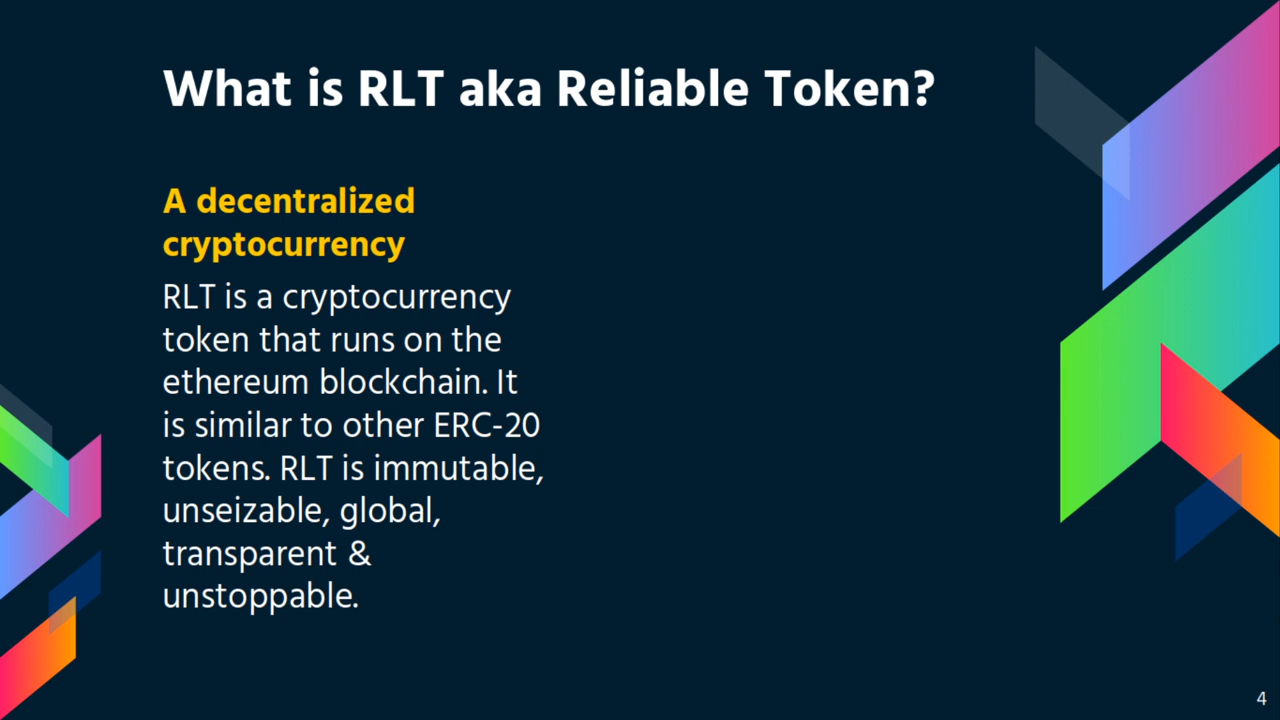 What is RLT aka Reliable Token?
A decentralized
cryptocurrency
RLT is a cryptocurrency
token that runs on the
ethereum blockchain. It
is similar to other ERC-20
tokens. RLT is immutable,
unseizable, global,
transparent &
unstoppable.
4